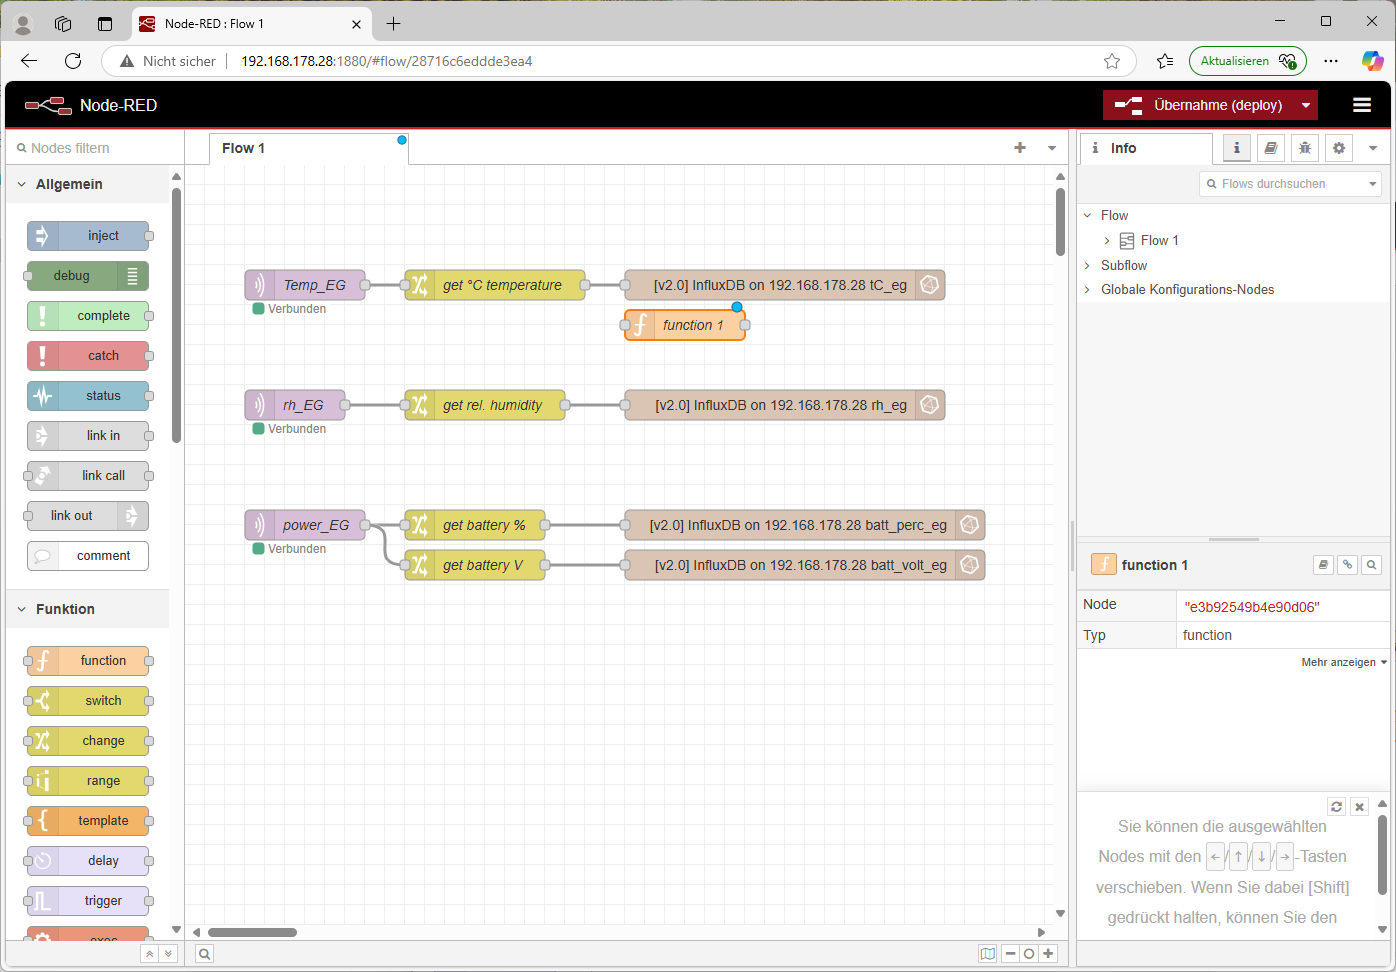 Node-RED : Flow 1
Nicht sicher
192.168.178.28:1880/#flow/28716c6eddde3ea4
Aktualisieren
Node-RED
Übernahme (deploy)
Nodes filtern
Flow 1
Info
Allgemein
Flows durchsuchen
Flow
inject
Flow 1
debug
Subflow
Temp_EG
get °C temperature
[v2.0] InfluxDB on 192.168.178.28 tC_eg
Globale Konfigurations-Nodes
Verbunden
complete
function 1
catch
status
rh_EG
get rel. humidity
[v2.0] InfluxDB on 192.168.178.28 rh_eg
Verbunden
link in
link call
link out
power_EG
get battery %
[v2.0] InfluxDB on 192.168.178.28 batt_perc_eg
Verbunden
comment
get battery V
[v2.0] InfluxDB on 192.168.178.28 batt_volt_eg
function 1
Funktion
Node
"e3b92549b4e90d06"
Typ
function
function
Mehr anzeigen
switch
change
range
template
Sie können die ausgewählten
Nodes mit den ←/↑/↓/→-Tasten
delay
verschieben. Wenn Sie dabei [Shift]
trigger
gedrückt halten, können Sie den